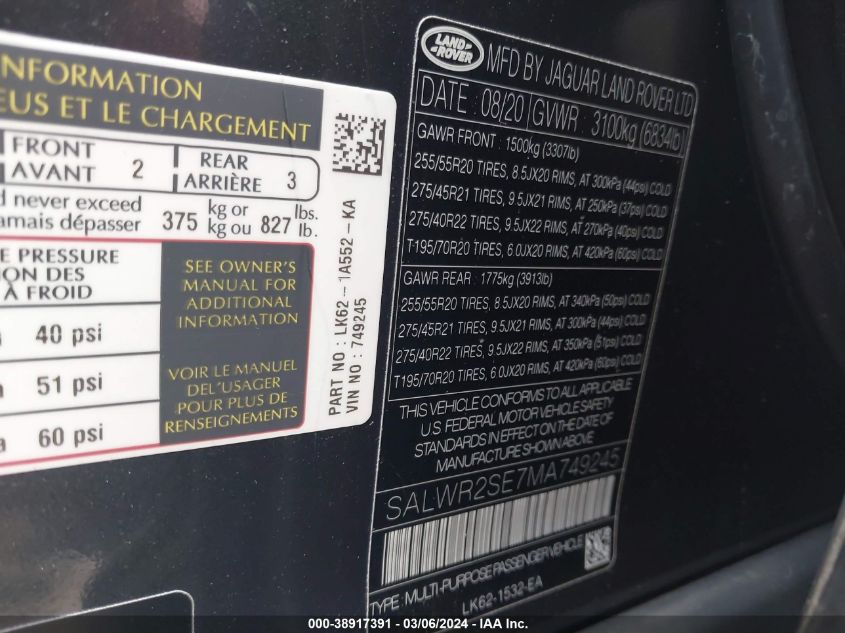 NFORMATION
EUS ET LE CHARGEMENT
FRONT
AVANT 2
REAR
ARRIÈRE 3
never exceed
amais dépasser
375 kg or
kg ou 827 lbs.
lb.
PRESSURE
ION DES
À FROID
40 psi
51 psi
60 psi
SEE OWNER'S
MANUAL FOR
ADDITIONAL
INFORMATION
VOIR LE MANUEL
DEL'USAGER
POUR PLUS DE
RENSEIGNEMENTS
PART NO : LK62--1A552-KA
VIN NO : 749245
LAND
ROVER
MFD BY JAGUAR LAND ROVER LTD
DATE : 08/20 GVWR : 3100kg (6834lb)
GAWR FRONT : 1500kg (3307lb)
255/55R20 TIRES, 8.5JX20 RIMS, AT 300kPa (44psi) COLD
275/45R21 TIRES, 9.5JX21 RIMS, AT 250kPa (37psi) COLD
275/40R22 TIRES, 9.5JX22 RIMS, AT 270kPa (40psi) COLD
T195/70R20 TIRES, 6.0JX20 RIMS, AT 420kPa (60psi) COLD
GAWR REAR : 1775kg (3913lb)
255/55R20 TIRES, 8.5JX20 RIMS, AT 340kPa (50psi) COLD
275/45R21 TIRES, 9.5JX21 RIMS, AT 300kPa (44psi) COLD
275/40R22 TIRES, 9.5JX22 RIMS, AT 350kPa (51psi) COLD
T195/70R20 TIRES, 6.0JX20 RIMS, AT 420kPa (60psi) COLD
THIS VEHICLE CONFORMS TO ALL APPLICABLE
U.S. FEDERAL MOTOR VEHICLE SAFETY
STANDARDS IN EFFECT ON THE DATE OF
MANUFACTURE SHOWN ABOVE
SALWR2SE7MA749245
TYPE: MULTI-PURPOSE PASSENGER VEHICLE
LK62-1532-EA
000-38917391 - 03/06/2024 - IAA Inc.